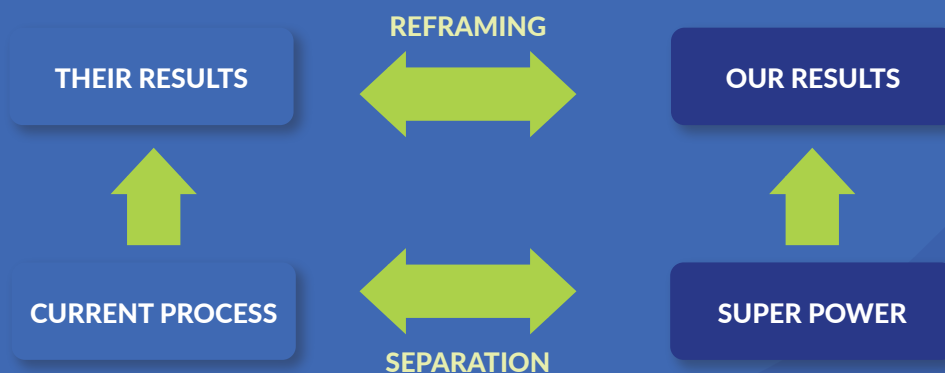 REFRAMING
THEIR RESULTS
OUR RESULTS
CURRENT PROCESS
SUPER POWER
SEPARATION